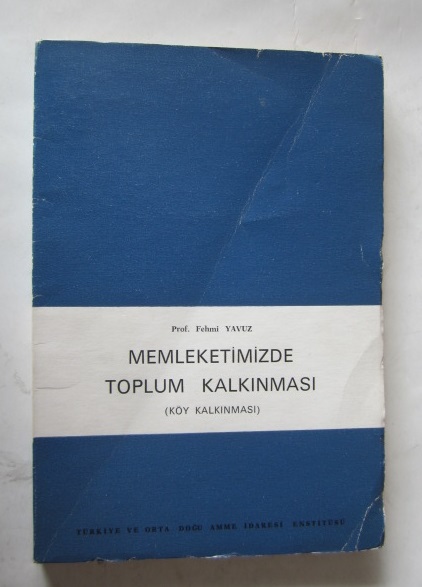 Prof. Fehmi YAVUZ
MEMLEKETİMİZDE
TOPLUM KALKINMASI
(KÖY KALKINMASI)
TÜRKİYE VE ORTA DOĞU AMME İDARESİ ENSTİTÜSÜ